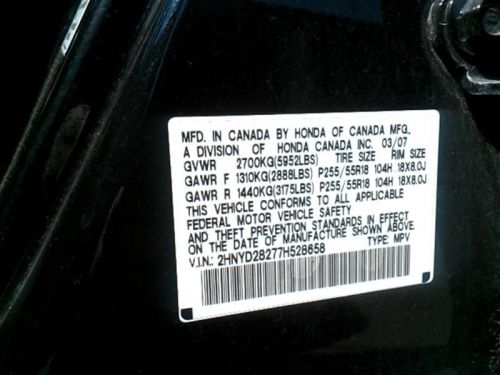 MFD. IN CANADA BY HONDA OF CANADA MFG.,
A DIVISION OF HONDA CANADA INC. 03/07
GVWR 2700KG(5952LBS) TIRE SIZE RIM SIZE
GAWR F 1310KG(2888LBS) P255/55R18 104H 18X8.0J
GAWR R 1440KG(3175LBS) P255/55R18 104H 18X8.0J
THIS VEHICLE CONFORMS TO ALL APPLICABLE
FEDERAL MOTOR VEHICLE SAFETY
AND THEFT PREVENTION STANDARDS IN EFFECT
ON THE DATE OF MANUFACTURE SHOWN ABOVE.
V.I.N.: 2HNYD28277H528658 TYPE: MPV